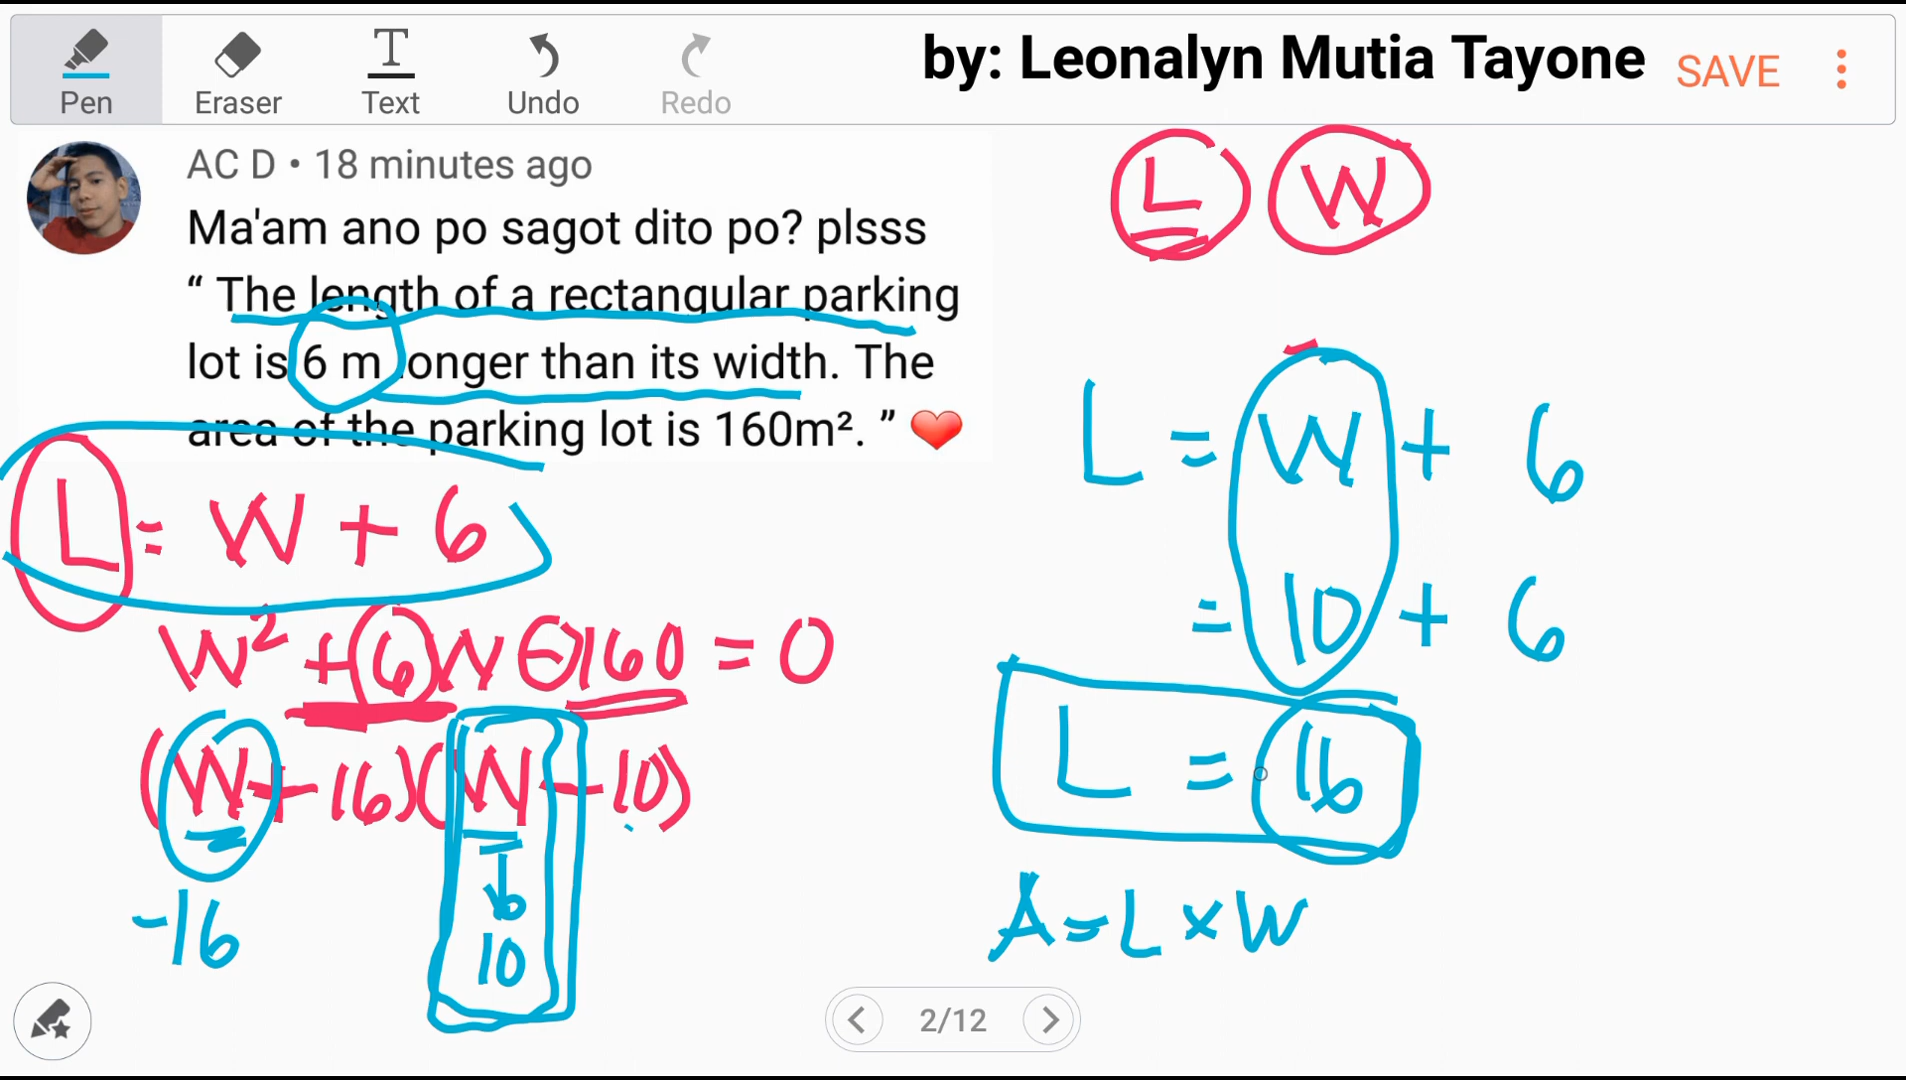 Pen
Eraser
Text
Undo
Redo
by: Leonalyn Mutia Tayone
SAVE
AC D • 18 minutes ago
Ma'am ano po sagot dito po? plsss
“ The length of a rectangular parking
lot is 6 m longer than its width. The
area of the parking lot is 160m². ” ❤️
L W
L = W + 6
W² + 6W - 160 = 0
(W + 16)(W - 10)
-16
10
L = W + 6
= 10 + 6
L = 16
A = L × W
2/12